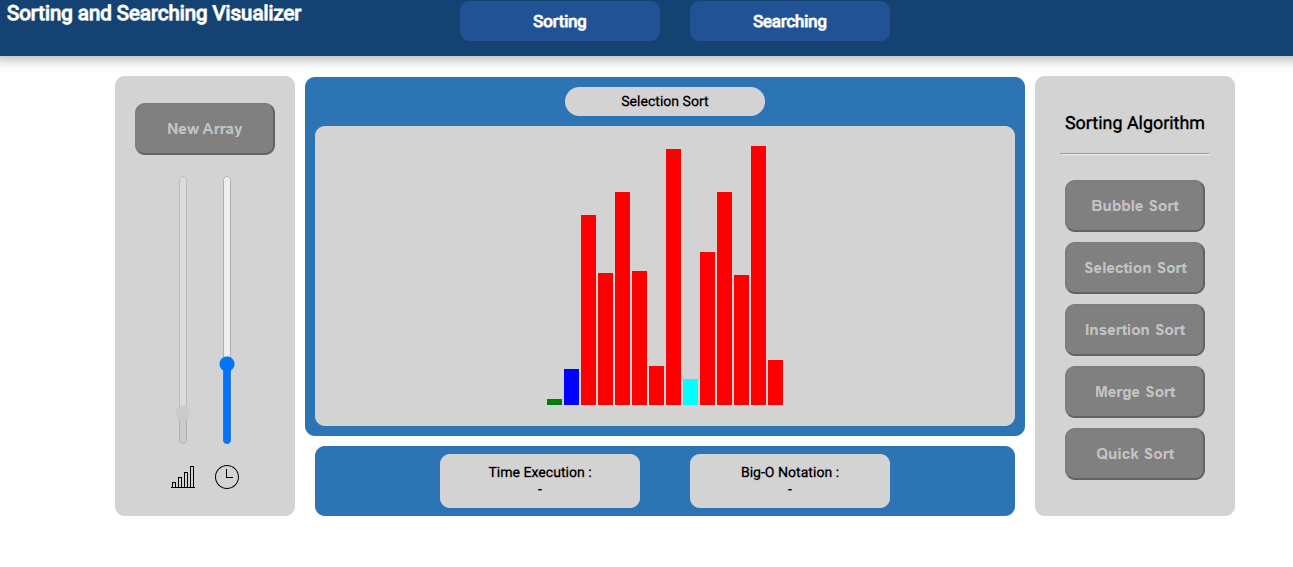 Sorting and Searching Visualizer
Sorting
Searching
New Array
Selection Sort
Time Execution :
-
Big-O Notation :
-
Sorting Algorithm
Bubble Sort
Selection Sort
Insertion Sort
Merge Sort
Quick Sort